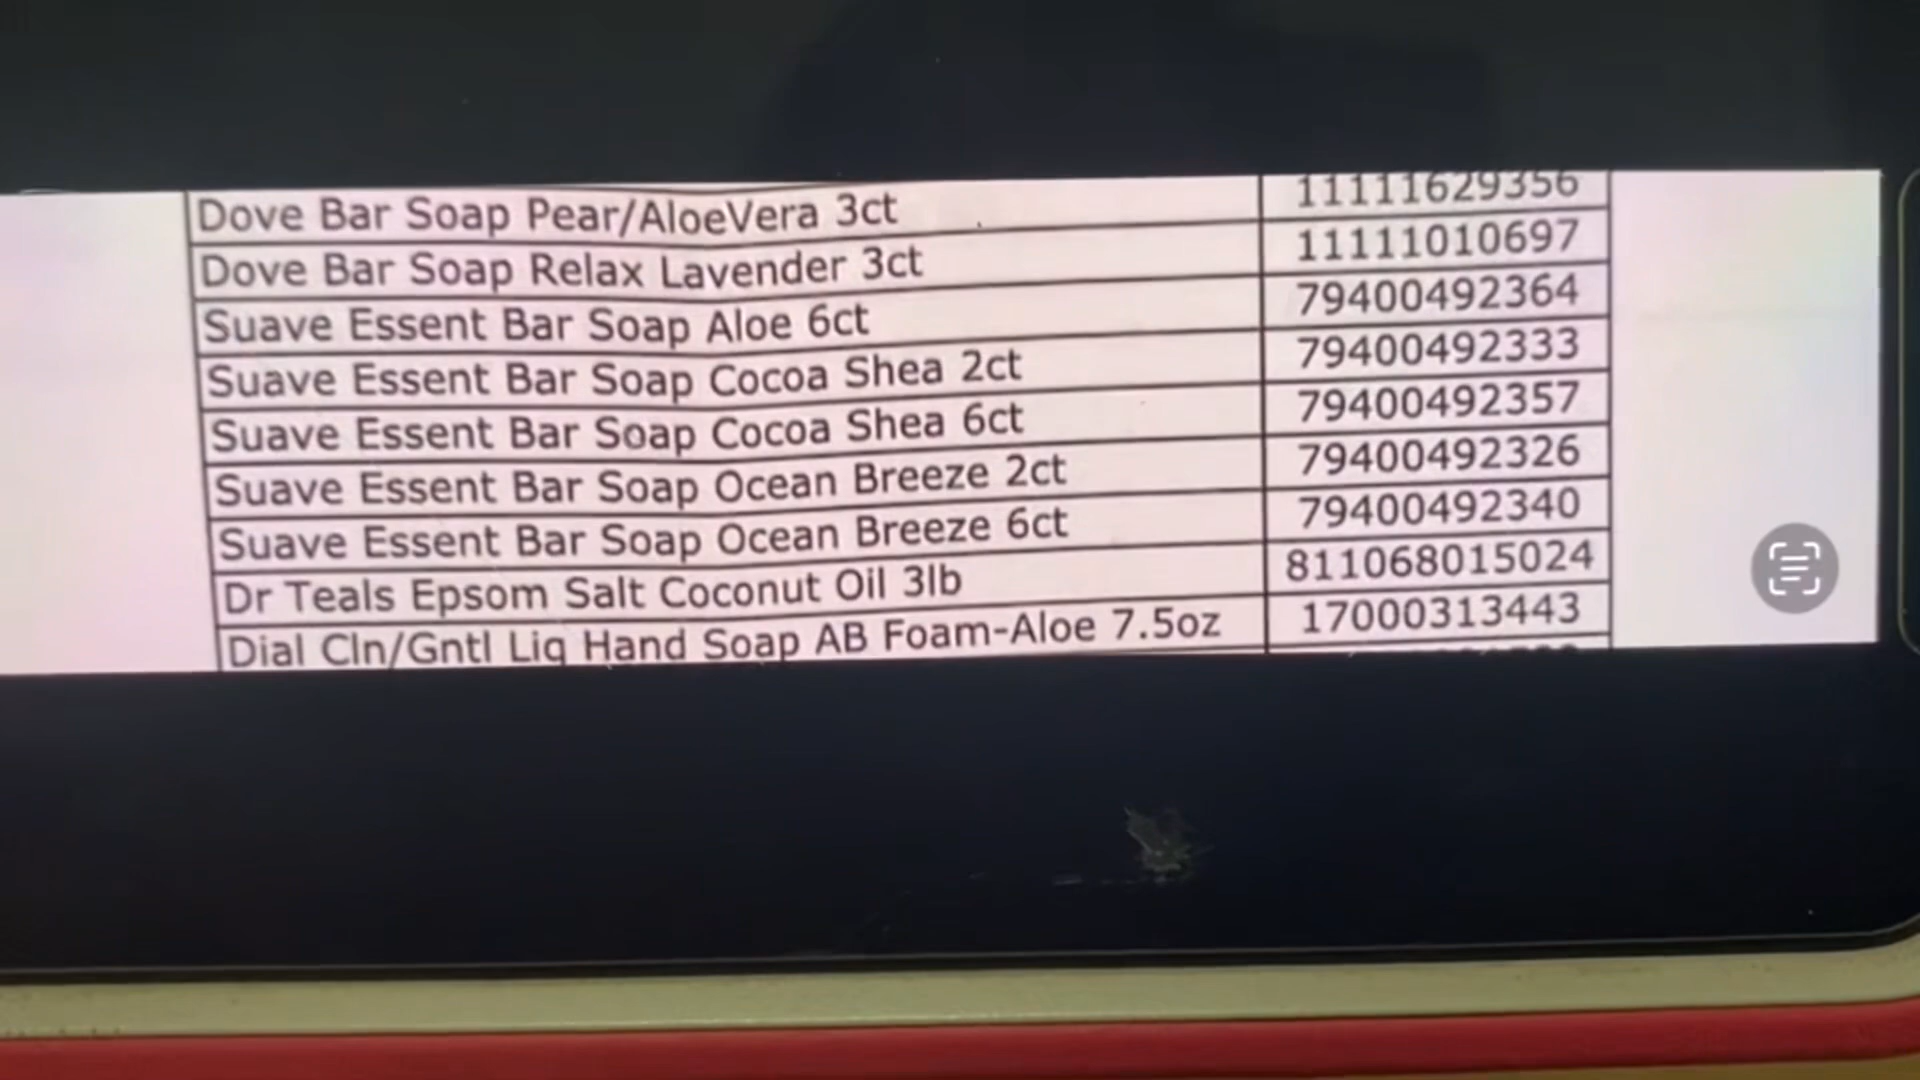 Dove Bar Soap Pear/AloeVera 3ct 11111629356
Dove Bar Soap Relax Lavender 3ct 11111010697
Suave Essent Bar Soap Aloe 6ct 79400492364
Suave Essent Bar Soap Cocoa Shea 2ct 79400492333
Suave Essent Bar Soap Cocoa Shea 6ct 79400492357
Suave Essent Bar Soap Ocean Breeze 2ct 79400492326
Suave Essent Bar Soap Ocean Breeze 6ct 79400492340
Dr Teals Epsom Salt Coconut Oil 3lb 811068015024
Dial Cln/Gntl Liq Hand Soap AB Foam-Aloe 7.5oz 17000313443